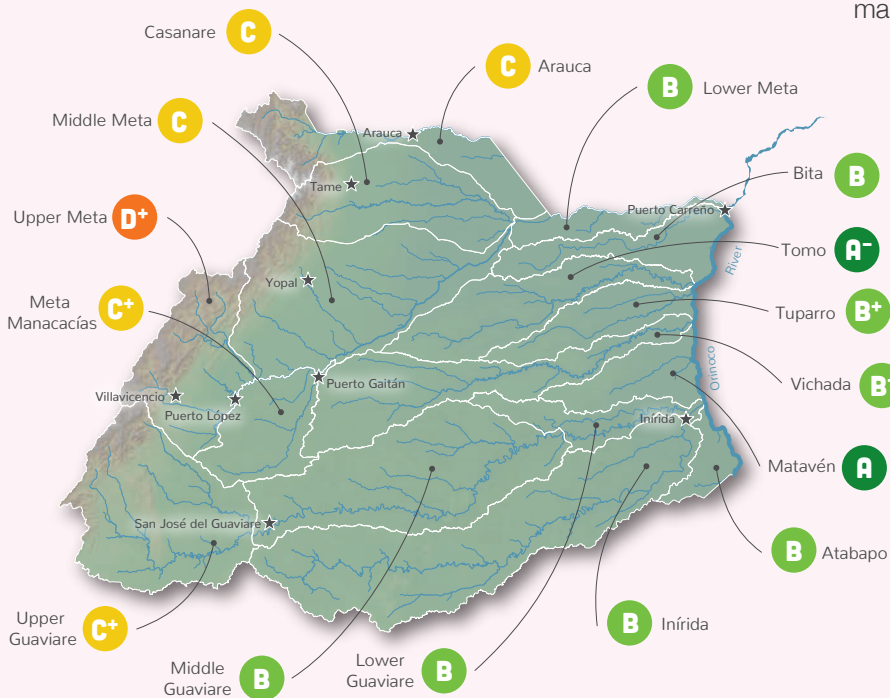 ma
Casanare C
C Arauca
B Lower Meta
Middle Meta C
Arauca
Bita B
Tame
Puerto Carreño
Upper Meta D+
Tomo A-
River
Yopal
Meta
Manacacías C+
Tuparro B+
Orinoco
Vichada B
Puerto Gaitán
Villavicencio
Puerto López
Inírida
Matavén A
San José del Guaviare
B Atabapo
Upper
Guaviare C+
B Inírida
Middle
Guaviare B
Lower
Guaviare B